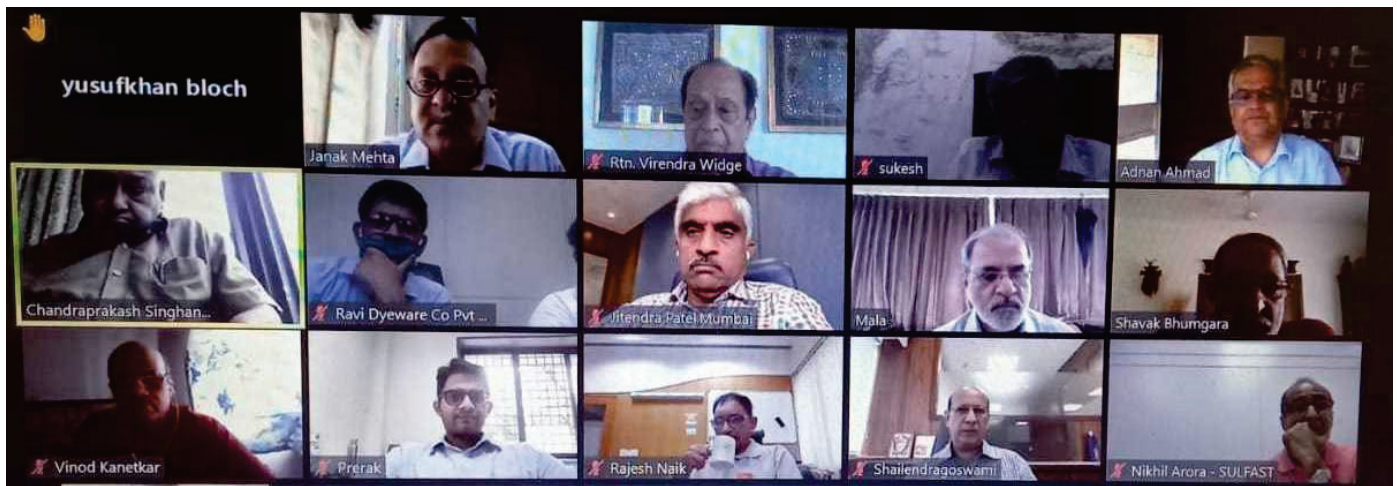 yusufkhan bloch
Janak Mehta
Rtn. Virendra Widge
sukesh
Adnan Ahmad
Chandraprakash Singhan...
Ravi Dyeware Co Pvt ...
Jitendra Patel Mumbai
Mala
Shavak Bhumgara
Vinod Kanetkar
Prerak
Rajesh Naik
Shailendragoswami
Nikhil Arora - SULFAST